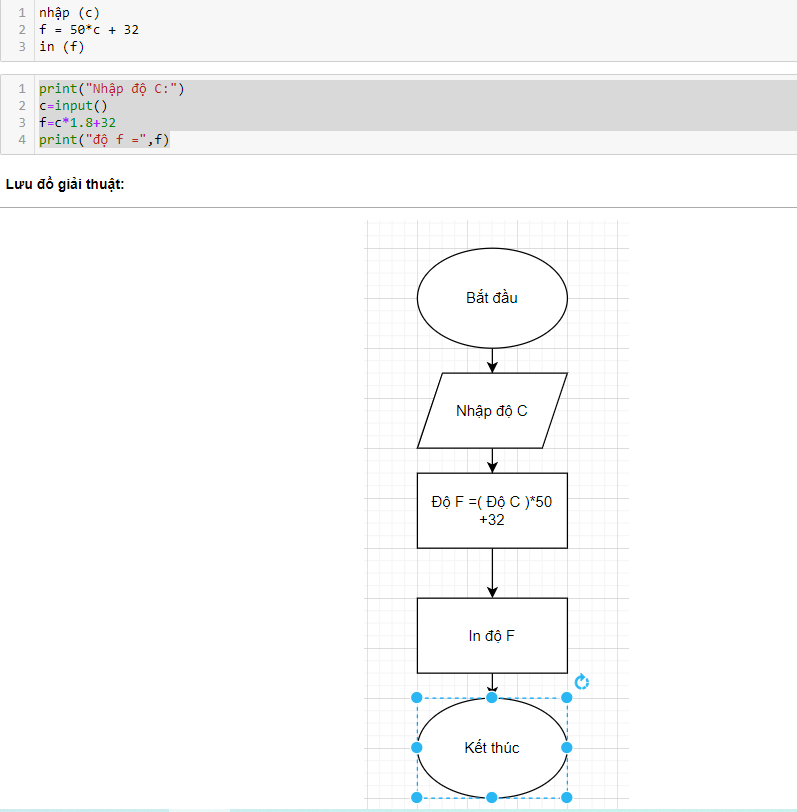 1 nhập (c)
2 f = 50*c + 32
3 in (f)
1 print("Nhập độ C:")
2 c=input()
3 f=c*1.8+32
4 print("độ f =",f)
Lưu đồ giải thuật:
Bắt đầu
Nhập độ C
Độ F =( Độ C )*50
+32
In độ F
Kết thúc